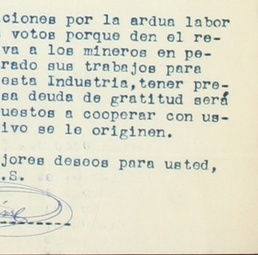 ciones por la ardua labor
votos porque den el re-
va a los mineros en pe-
rado sus trabajos para
esta Industria,tener pre-
sa deuda de gratitud será
uestos a cooperar con us-
ivo se le originen.
jores deseos para usted,
.S.